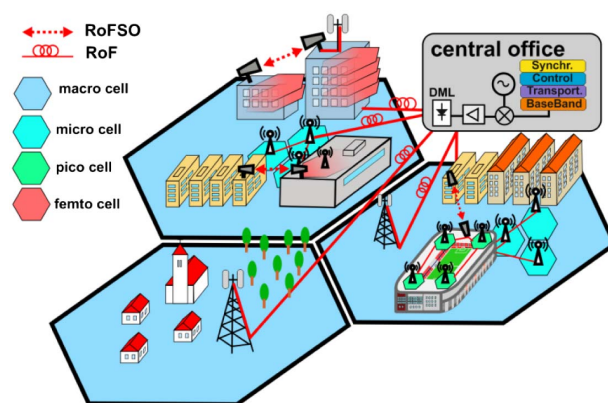 RoFSO
RoF
macro cell
micro cell
pico cell
femto cell
central office
Synchr.
Control
Transport.
BaseBand
DML